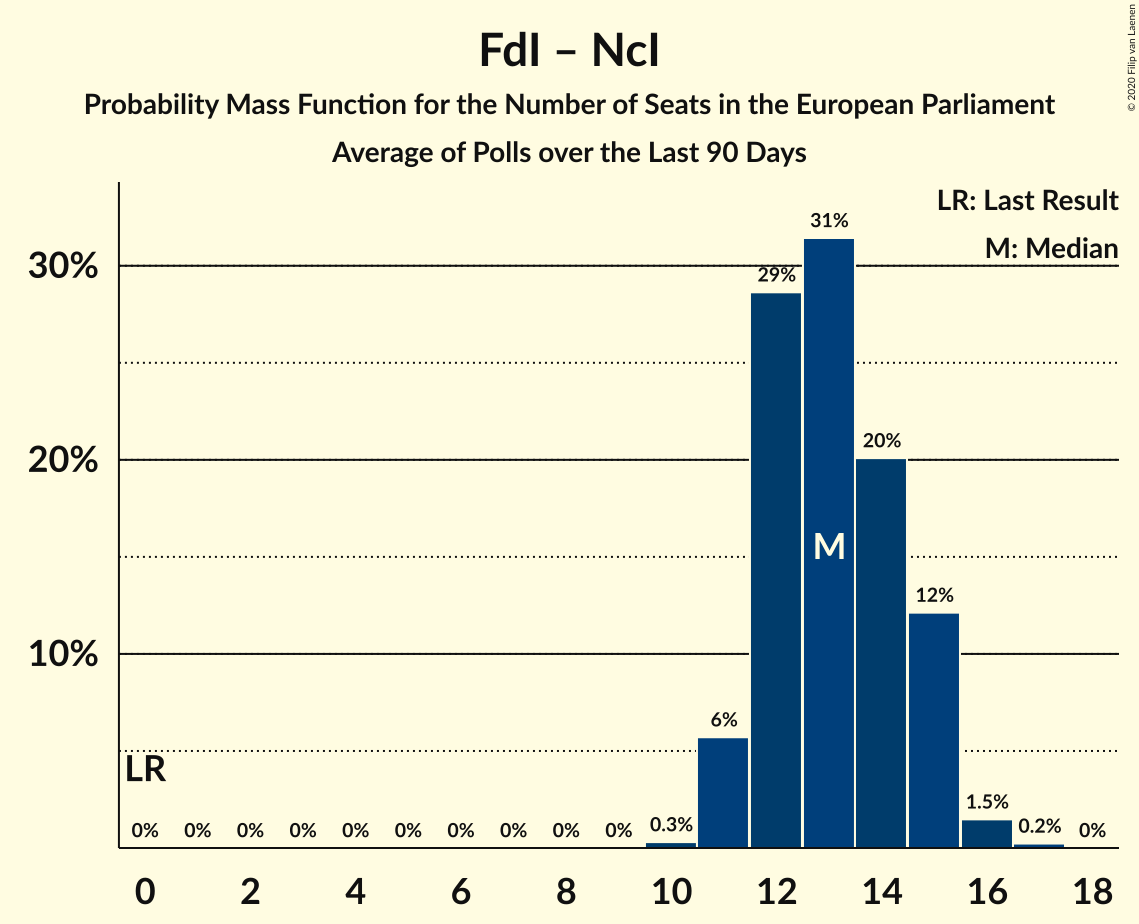 FdI – NcI
Probability Mass Function for the Number of Seats in the European Parliament
Average of Polls over the Last 90 Days
© 2020 Filip van Laenen
LR: Last Result
M: Median
30%
20%
10%
LR
M
0% 0% 0% 0% 0% 0% 0% 0% 0% 0% 0.3% 6% 29% 31% 20% 12% 1.5% 0.2% 0%
0 2 4 6 8 10 12 14 16 18